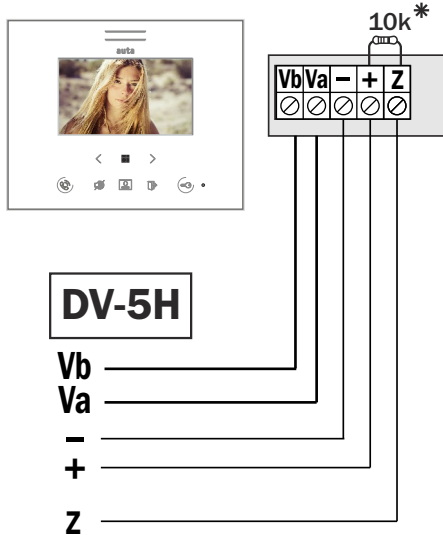 10k*
auta
Vb Va – + Z
DV-5H
Vb
Va
–
+
Z